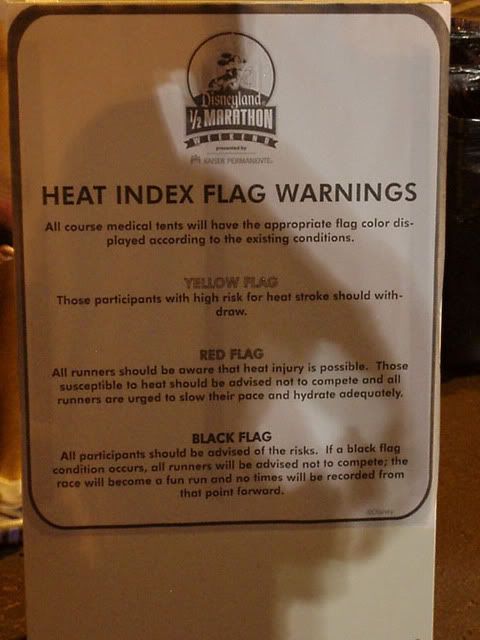 Disneyland
½ MARATHON
WEEKEND
presented by
KAISER PERMANENTE®
HEAT INDEX FLAG WARNINGS
All course medical tents will have the appropriate flag color dis-
played according to the existing conditions.
YELLOW FLAG
Those participants with high risk for heat stroke should with-
draw.
RED FLAG
All runners should be aware that heat injury is possible. Those
susceptible to heat should be advised not to compete and all
runners are urged to slow their pace and hydrate adequately.
BLACK FLAG
All participants should be advised of the risks. If a black flag
condition occurs, all runners will be advised not to compete; the
race will become a fun run and no times will be recorded from
that point forward.
©Disney